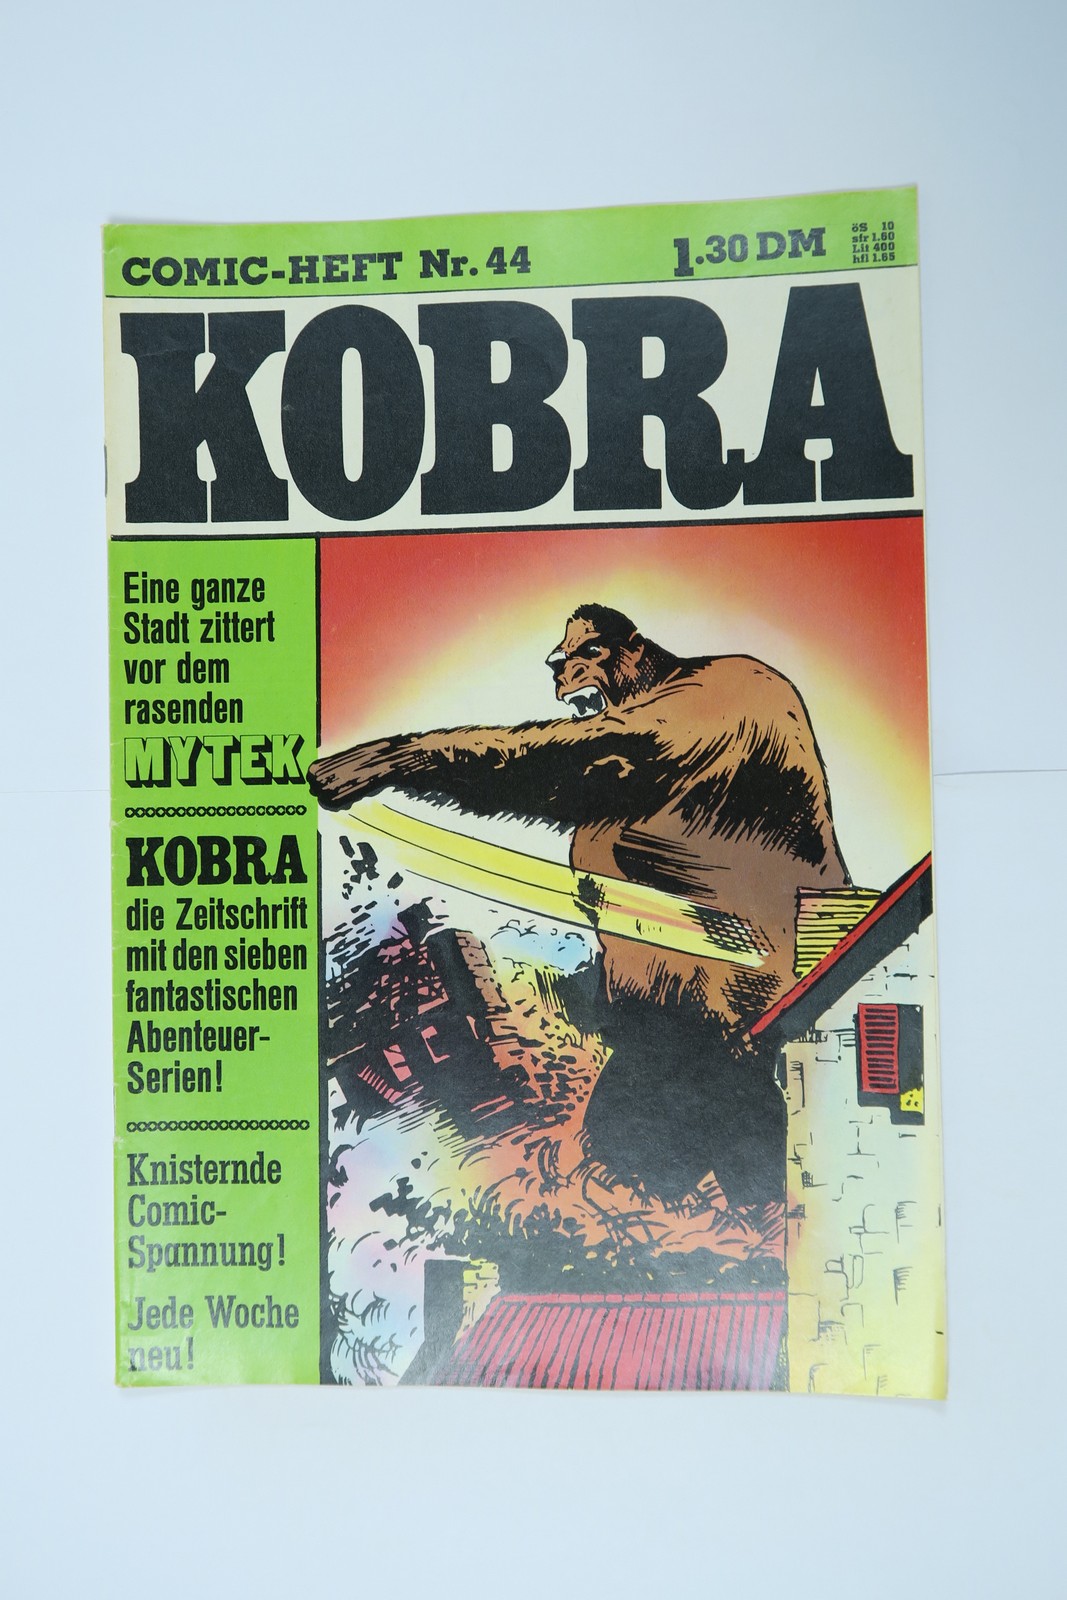 COMIC-HEFT Nr. 44
1.30 DM
öS 10
sfr 1.60
Lit 400
hfl 1.65
KOBRA
Eine ganze
Stadt zittert
vor dem
rasenden
MYTEK
KOBRA
die Zeitschrift
mit den sieben
fantastischen
Abenteuer-
Serien!
Knisternde
Comic-
Spannung!
Jede Woche
neu!